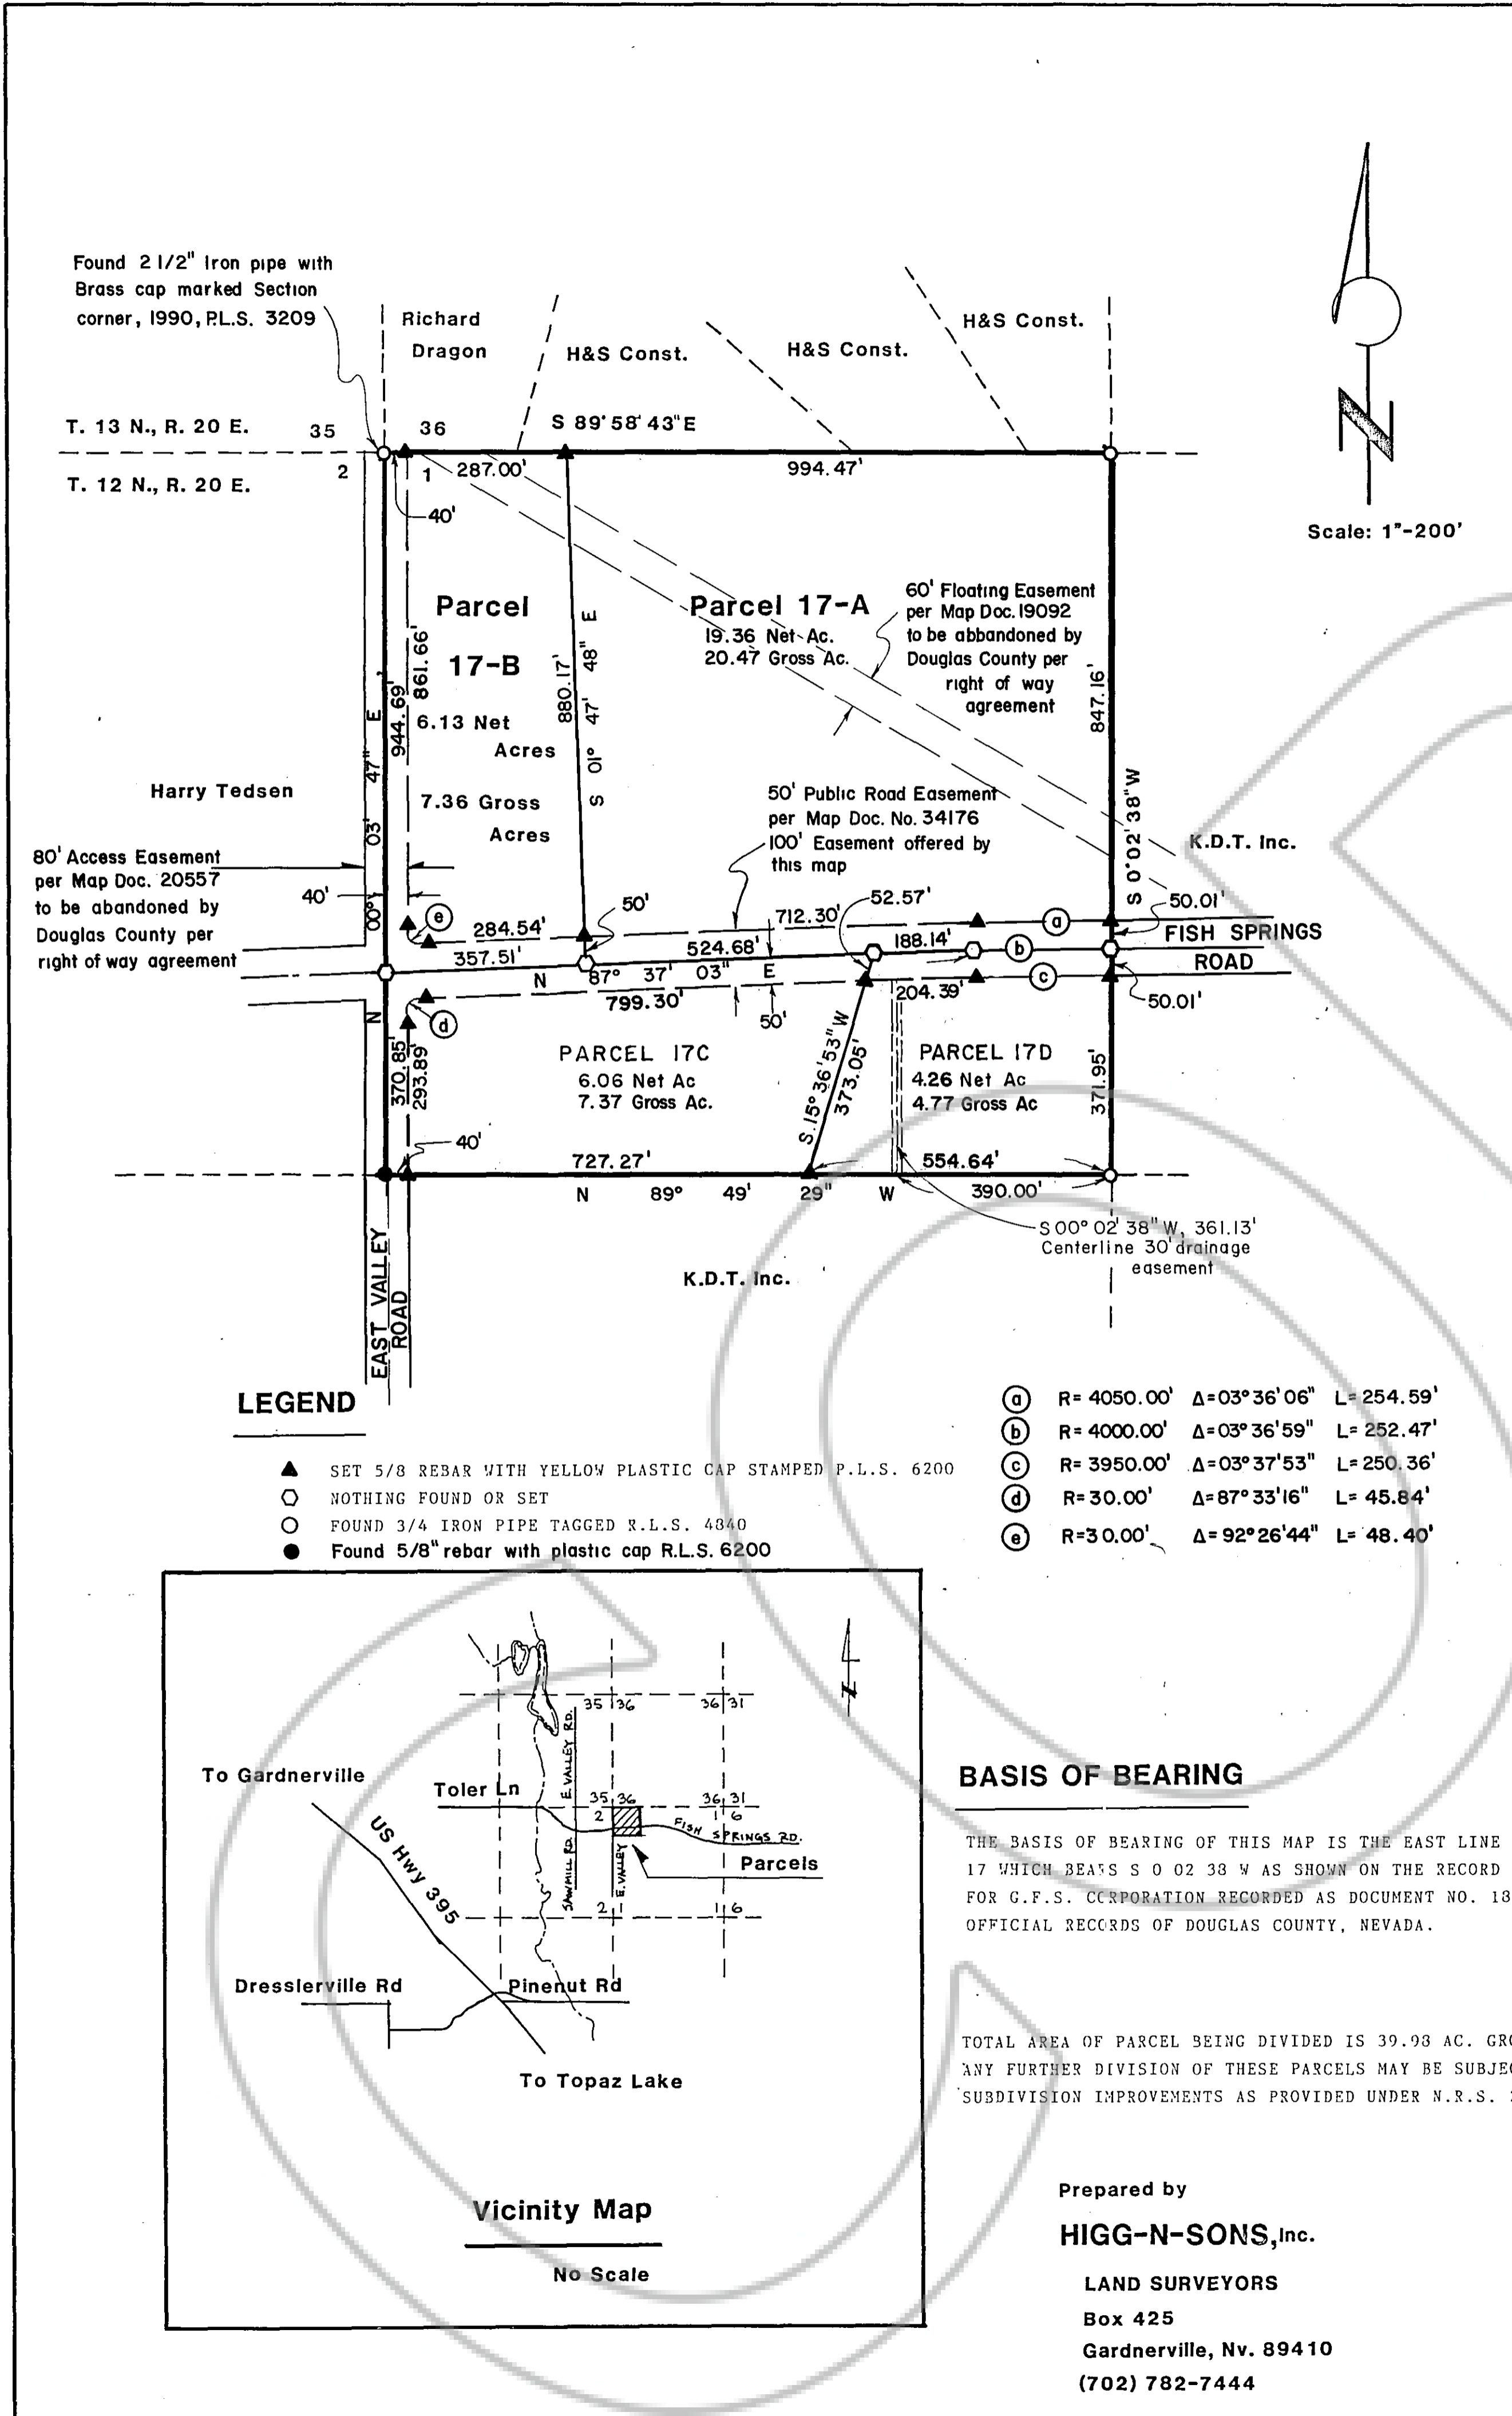 Found 2 1/2" Iron pipe with
Brass cap marked Section
corner, 1990, P.L.S. 3209
Richard
Dragon
H&S Const.
H&S Const.
H&S Const.
T. 13 N., R. 20 E.
35
36
S 89°58'43"E
2
1
287.00'
994.47'
T. 12 N., R. 20 E.
40'
Scale: 1"-200'
Parcel
17-B
6.13 Net
Acres
7.36 Gross
Acres
Parcel 17-A
19.36 Net Ac.
20.47 Gross Ac.
60' Floating Easement
per Map Doc. 19092
to be abbandoned by
Douglas County per
right of way
agreement
861.66'
944.69'
N 00° 03' 47" E
880.17'
S 01° 47' 48" E
847.16'
S 0°02'38"W
Harry Tedsen
50' Public Road Easement
per Map Doc. No. 34176
100' Easement offered by
this map
K.D.T. Inc.
80' Access Easement
per Map Doc. 20557
to be abandoned by
Douglas County per
right of way agreement
40'
e
284.54'
50'
712.30'
52.57'
a
50.01'
357.51'
524.68'
188.14'
b
FISH SPRINGS
ROAD
N 87° 37' 03" E
799.30'
50'
204.39'
c
50.01'
d
370.85'
293.89'
PARCEL 17C
6.06 Net Ac
7.37 Gross Ac.
S. 15°36'53" W
373.05'
PARCEL 17D
4.26 Net Ac
4.77 Gross Ac
371.95'
40'
727.27'
554.64'
N 89° 49' 29" W
390.00'
S 00° 02' 38" W, 361.13'
Centerline 30' drainage
easement
K.D.T. Inc.
EAST VALLEY
ROAD
LEGEND
SET 5/8 REBAR WITH YELLOW PLASTIC CAP STAMPED P.L.S. 6200
NOTHING FOUND OR SET
FOUND 3/4 IRON PIPE TAGGED R.L.S. 4840
Found 5/8" rebar with plastic cap R.L.S. 6200
a R= 4050.00' Δ=03°36'06" L= 254.59'
b R= 4000.00' Δ=03°36'59" L= 252.47'
c R= 3950.00' Δ=03°37'53" L= 250.36'
d R=30.00' Δ=87°33'16" L= 45.84'
e R=30.00' Δ=92°26'44" L= 48.40'
35 36
36 31
E. VALLEY RD.
To Gardnerville
Toler Ln
35 36
36 31
2
1 6
US Hwy 395
SAWMILL RD.
E. VALLEY
FISH SPRINGS RD.
Parcels
2 1
1 6
Dresslerville Rd
Pinenut Rd
To Topaz Lake
Vicinity Map
No Scale
BASIS OF BEARING
THE BASIS OF BEARING OF THIS MAP IS THE EAST LINE
17 WHICH BEARS S 0 02 38 W AS SHOWN ON THE RECORD
FOR G.F.S. CORPORATION RECORDED AS DOCUMENT NO. 18
OFFICIAL RECORDS OF DOUGLAS COUNTY, NEVADA.
TOTAL AREA OF PARCEL BEING DIVIDED IS 39.98 AC. GRO
ANY FURTHER DIVISION OF THESE PARCELS MAY BE SUBJEC
SUBDIVISION IMPROVEMENTS AS PROVIDED UNDER N.R.S.
Prepared by
HIGG-N-SONS, Inc.
LAND SURVEYORS
Box 425
Gardnerville, Nv. 89410
(702) 782-7444